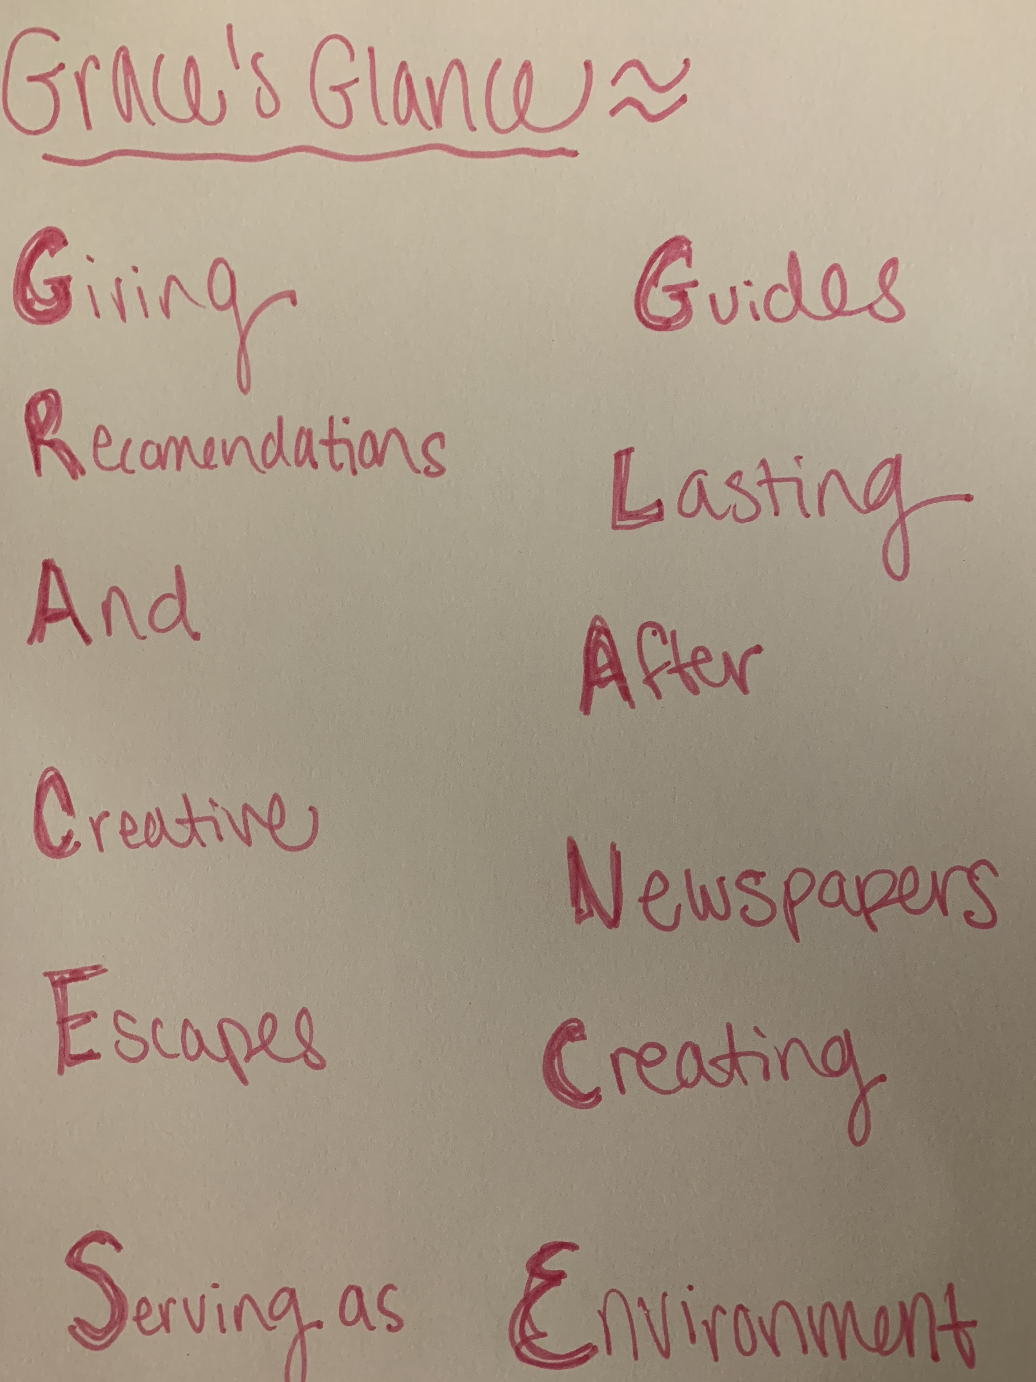 Grace's Glance ≈
Giving
Recomendations
And
Creative
Escapes
Serving as
Guides
Lasting
After
Newspapers
Creating
Environment